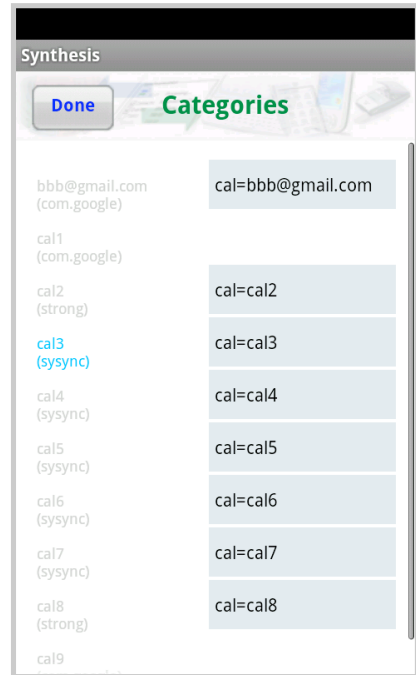 Synthesis
Done
Categories
bbb@gmail.com
(com.google)
cal=bbb@gmail.com
cal1
(com.google)
cal2
(strong)
cal=cal2
cal3
(sysync)
cal=cal3
cal4
(sysync)
cal=cal4
cal5
(sysync)
cal=cal5
cal6
(sysync)
cal=cal6
cal7
(sysync)
cal=cal7
cal8
(strong)
cal=cal8
cal9